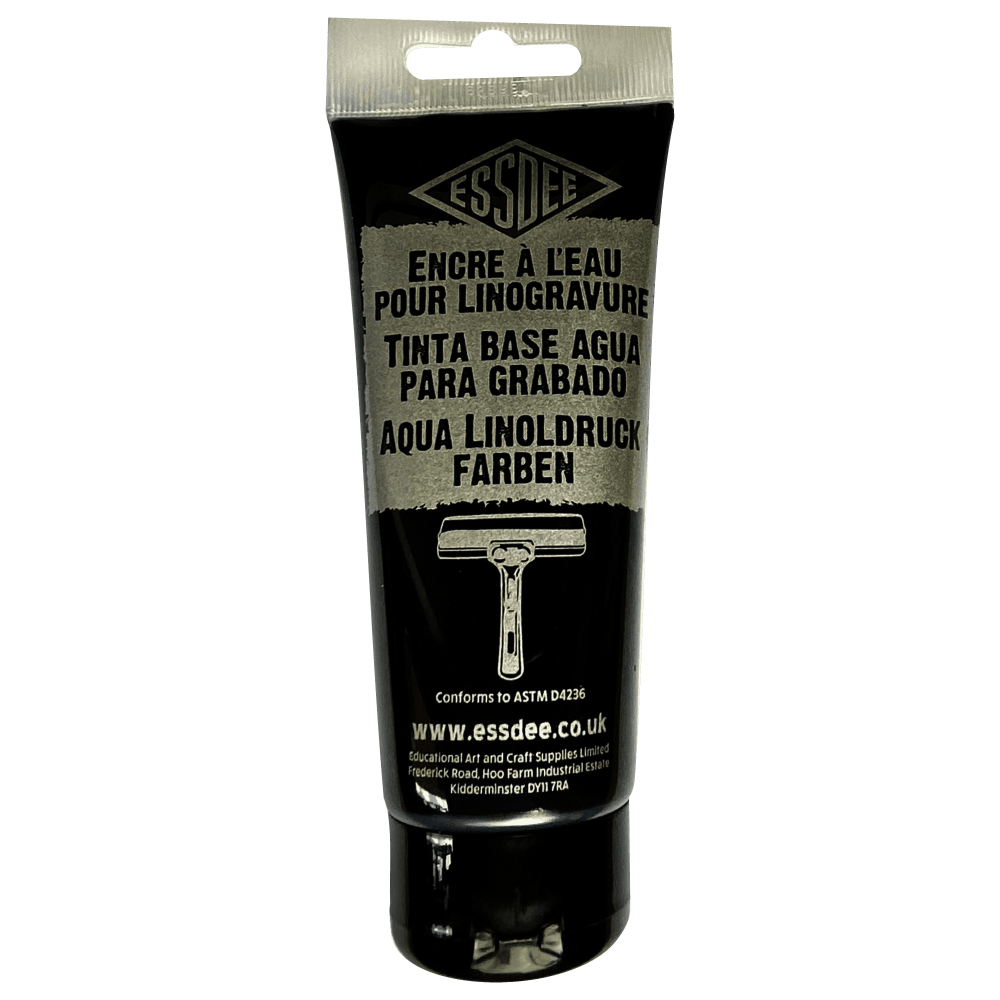 ESSDEE
ENCRE À L'EAU
POUR LINOGRAVURE
TINTA BASE AGUA
PARA GRABADO
AQUA LINOLDRUCK
FARBEN
Conforms to ASTM D4236
www.essdee.co.uk
Educational Art and Craft Supplies Limited
Frederick Road, Hoo Farm Industrial Estate
Kidderminster DY11 7RA